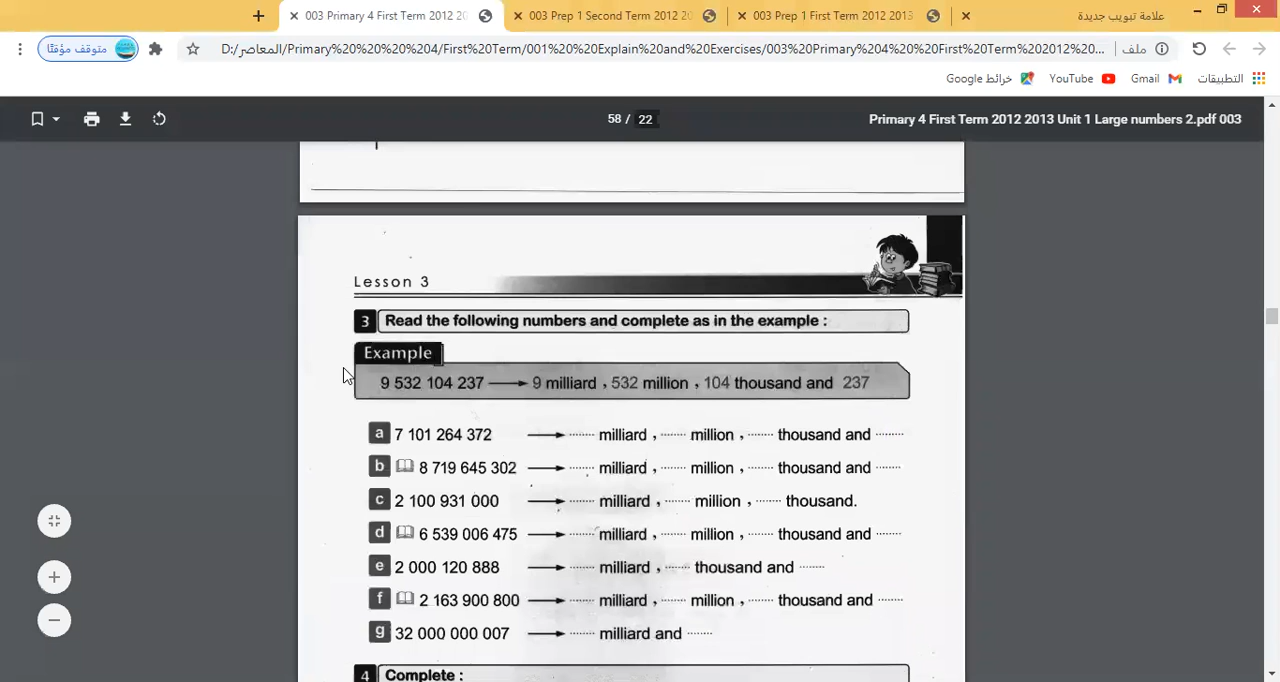 003 Primary 4 First Term 2012 20
003 Prep 1 Second Term 2012 20
003 Prep 1 First Term 2012 2013
علامة تبويب جديدة
متوقف مؤقتًا
D:/المعاصر/Primary%20%20%20%204/First%20Term/001%20%20Explain%20and%20Exercises/003%20Primary%204%20%20First%20Term%202012%20...
ملف
خرائط Google
YouTube
Gmail
التطبيقات
58 / 22
Primary 4 First Term 2012 2013 Unit 1 Large numbers 2.pdf 003
Lesson 3
3 Read the following numbers and complete as in the example :
Example
9 532 104 237 → 9 milliard , 532 million , 104 thousand and 237
a 7 101 264 372 → ....... milliard , ....... million , ....... thousand and ........
b 8 719 645 302 → ....... milliard , ....... million , ....... thousand and ........
c 2 100 931 000 → ....... milliard , ....... million , ....... thousand.
d 6 539 006 475 → ....... milliard , ....... million , ....... thousand and ........
e 2 000 120 888 → ....... milliard , ....... thousand and .......
f 2 163 900 800 → ....... milliard , ....... million , ....... thousand and ........
g 32 000 000 007 → ....... milliard and .......
4 Complete :